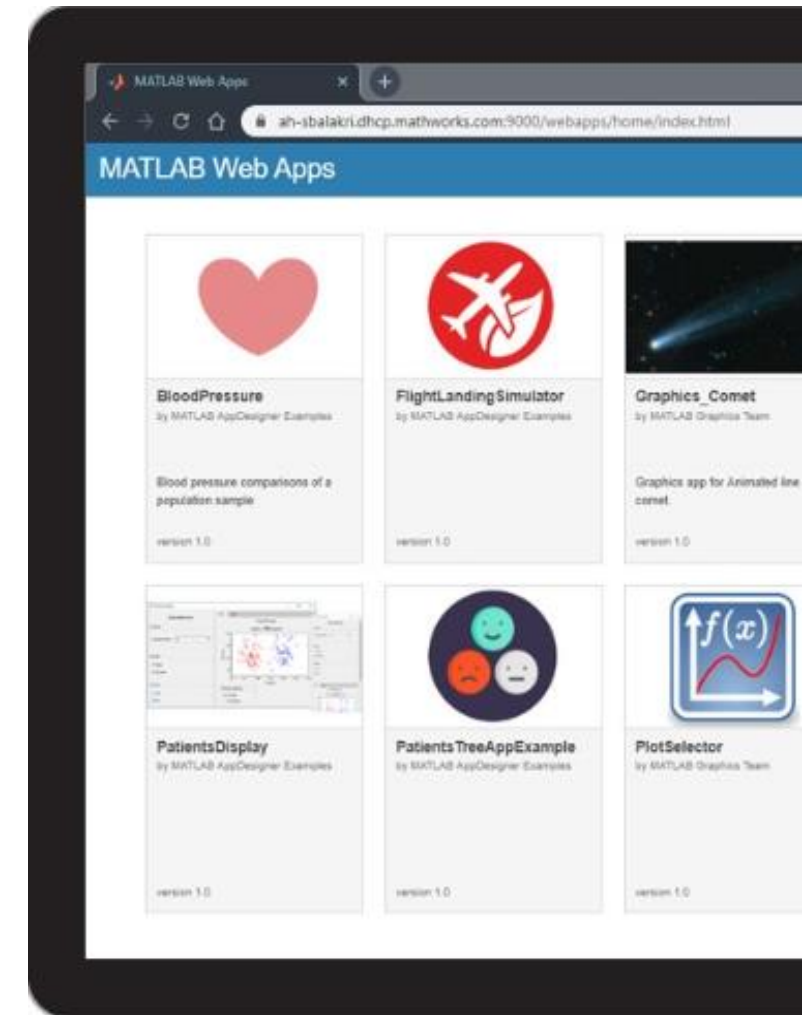 MATLAB Web Apps
ah-sbalakri.dhcp.mathworks.com:9000/webapps/home/index.html
MATLAB Web Apps
BloodPressure
by MATLAB AppDesigner Examples
Blood pressure comparisons of a
population sample
version 1.0
FlightLandingSimulator
by MATLAB AppDesigner Examples
version 1.0
Graphics_Comet
by MATLAB Graphics Team
Graphics app for Animated line
comet
version 1.0
PatientsDisplay
by MATLAB AppDesigner Examples
version 1.0
PatientsTreeAppExample
by MATLAB AppDesigner Examples
version 1.0
f(x)
PlotSelector
by MATLAB Graphics Team
version 1.0